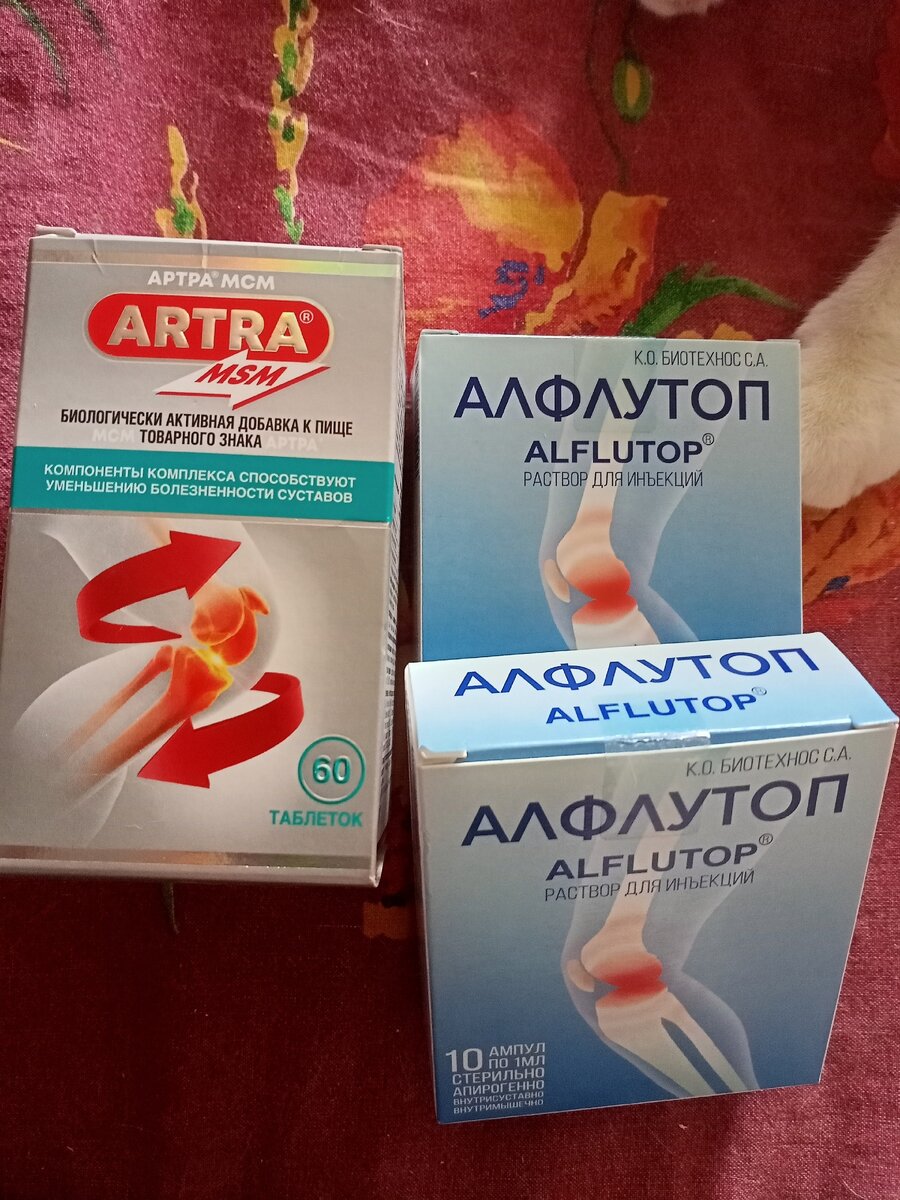 АРТРА® МСМ
ARTRA®
MSM
БИОЛОГИЧЕСКИ АКТИВНАЯ ДОБАВКА К ПИЩЕ
ТОВАРНОГО ЗНАКА
КОМПОНЕНТЫ КОМПЛЕКСА СПОСОБСТВУЮТ
УМЕНЬШЕНИЮ БОЛЕЗНЕННОСТИ СУСТАВОВ
60
ТАБЛЕТОК
К.О. БИОТЕХНОС С.А.
АЛФЛУТОП
ALFLUTOP®
РАСТВОР ДЛЯ ИНЪЕКЦИЙ
АЛФЛУТОП
ALFLUTOP®
К.О. БИОТЕХНОС С.А.
АЛФЛУТОП
ALFLUTOP®
РАСТВОР ДЛЯ ИНЪЕКЦИЙ
10 АМПУЛ
ПО 1МЛ
СТЕРИЛЬНО
АПИРОГЕННО
ВНУТРИСУСТАВНО
ВНУТРИМЫШЕЧНО